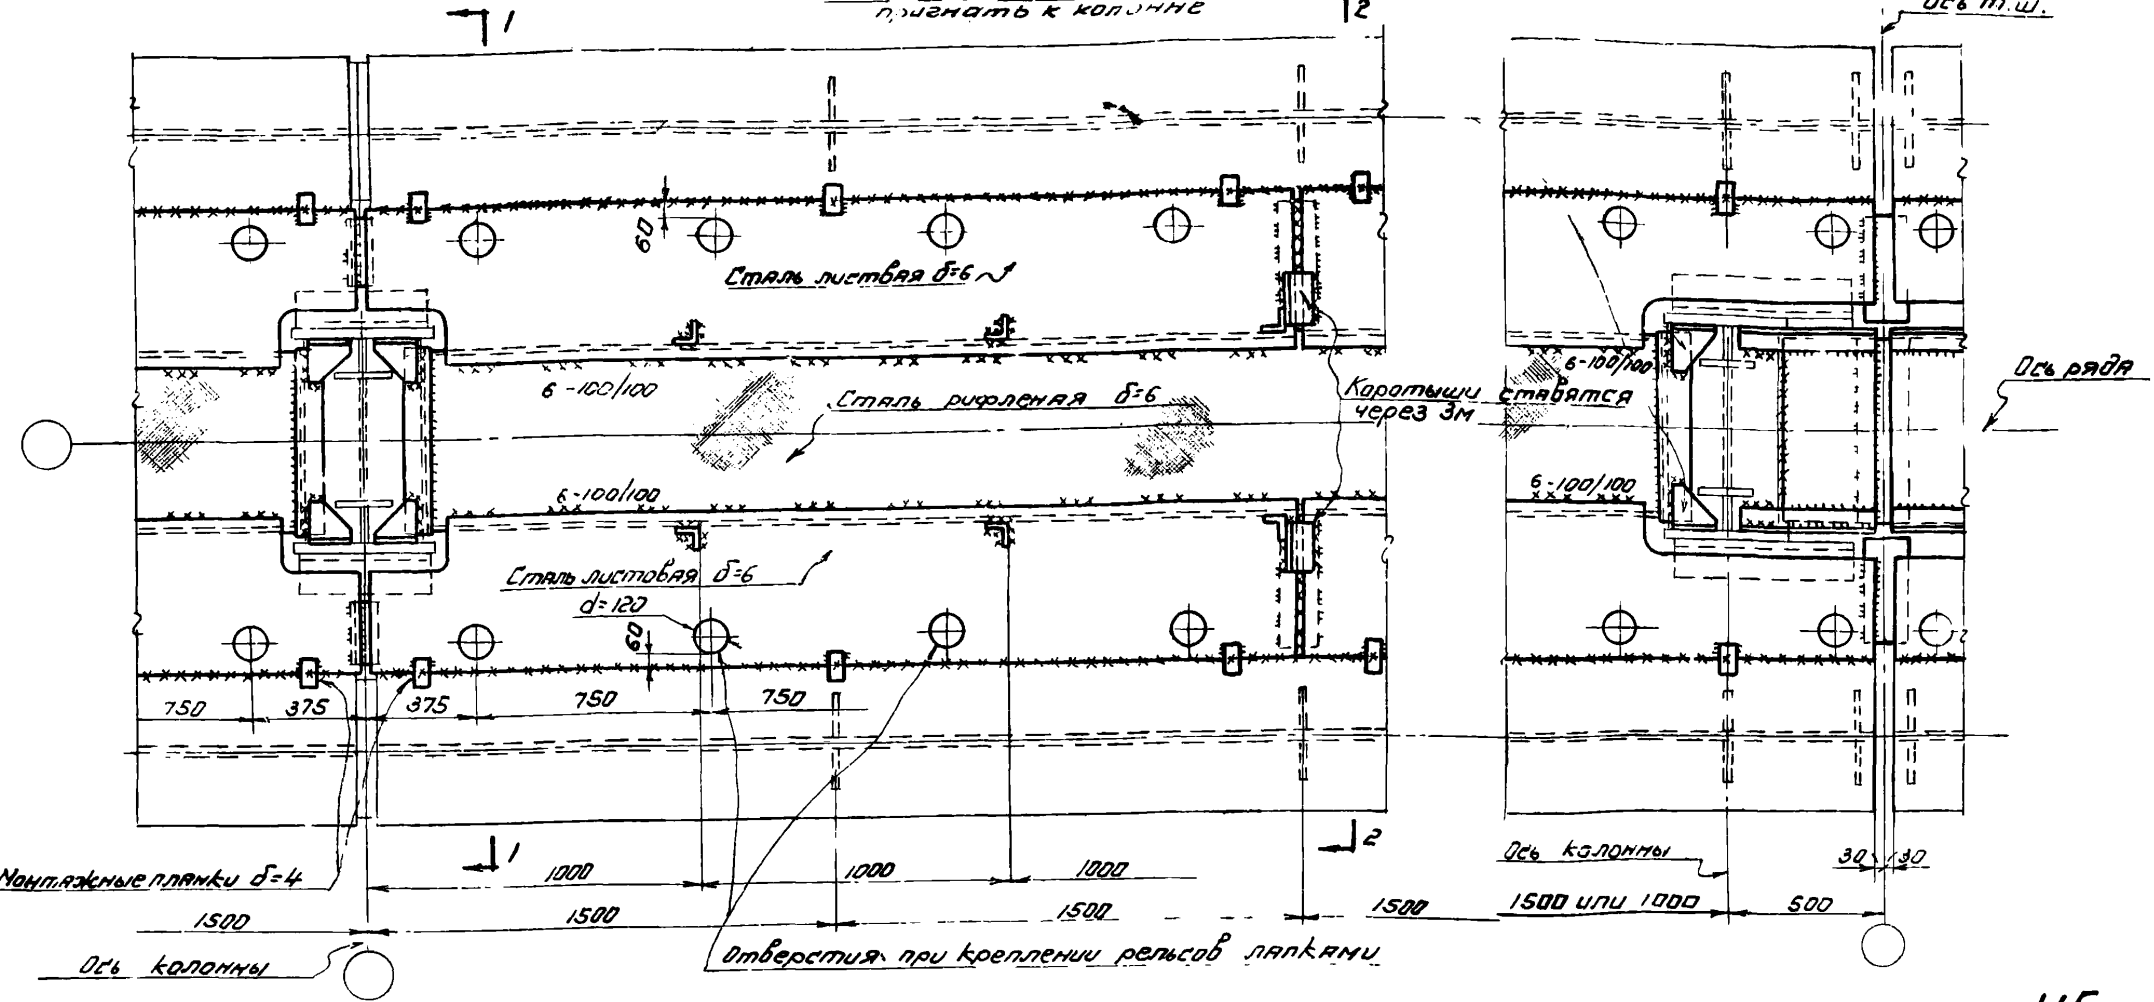 пригнать к колонне
1
2
Ось т.ш.
60
Сталь листвая δ=6
6-100/100
Сталь рифленая δ=6
Коротыши ставятся
через 3м
6-100/100
Ось ряда
6-100/100
6-100/100
Сталь листовая δ=6
d=120
60
750
375
375
750
750
1
2
Монтажные планки δ=4
1000
1000
1000
Ось колонны
30
30
1500
1500
1500
1500
1500 или 1000
500
Ось колонны
Отверстия при креплении рельсов лапками